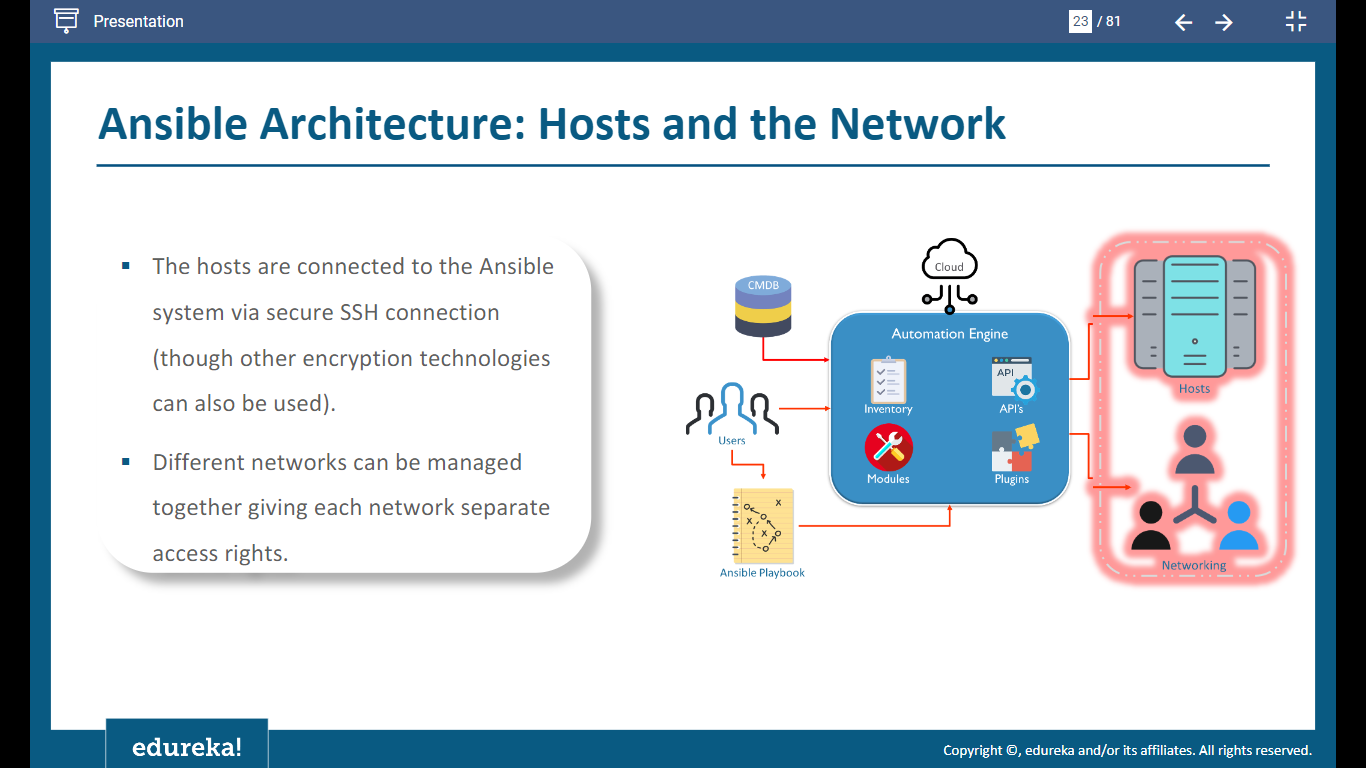 Presentation
23 / 81
Ansible Architecture: Hosts and the Network
▪ The hosts are connected to the Ansible
system via secure SSH connection
(though other encryption technologies
can also be used).
▪ Different networks can be managed
together giving each network separate
access rights.
Cloud
CMDB
Automation Engine
API
Inventory
API's
Modules
Plugins
Users
Ansible Playbook
Hosts
Networking
edureka!
Copyright ©, edureka and/or its affiliates. All rights reserved.